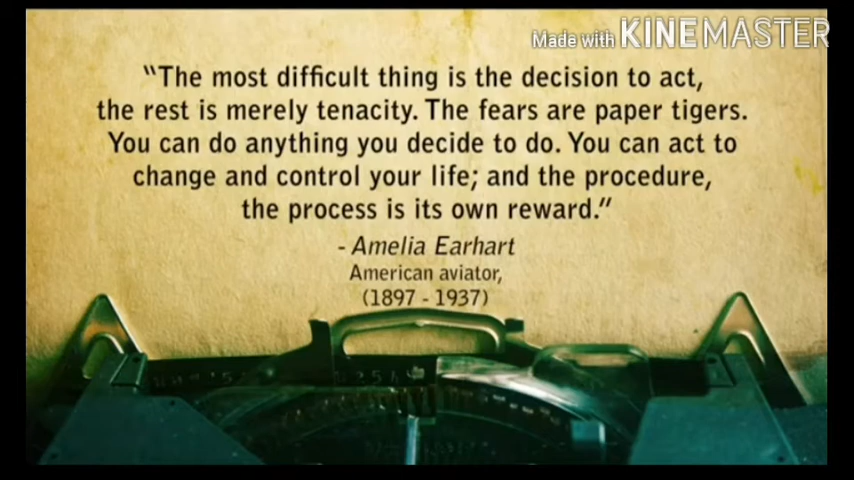 Made with KINEMASTER
“The most difficult thing is the decision to act,
the rest is merely tenacity. The fears are paper tigers.
You can do anything you decide to do. You can act to
change and control your life; and the procedure,
the process is its own reward.”
- Amelia Earhart
American aviator,
(1897 - 1937)